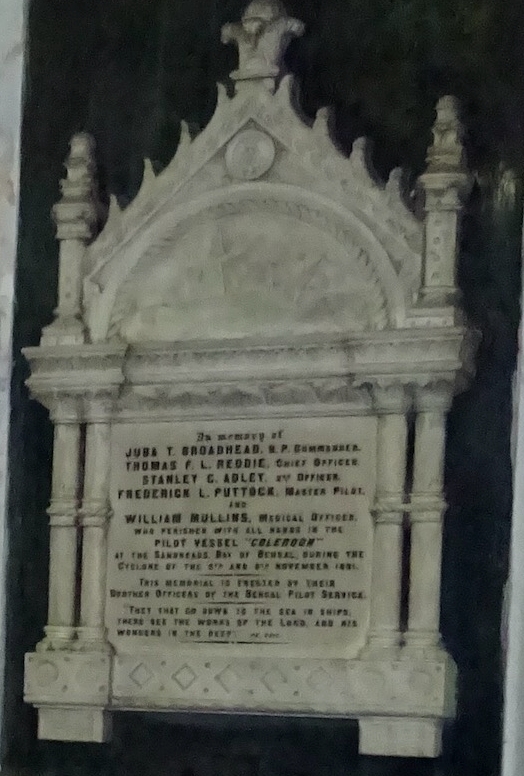 In memory of
JUBA T. BROADHEAD, B.P. COMMANDER.
THOMAS F. L. REDDIE, CHIEF OFFICER.
STANLEY C. ADLEY, 2ND OFFICER.
FREDERICK L. PUTTOCK, MASTER PILOT.
AND
WILLIAM MULLINS, MEDICAL OFFICER.
WHO PERISHED WITH ALL HANDS IN THE
PILOT VESSEL "COLEROON"
AT THE SANDHEADS, BAY OF BENGAL, DURING THE
CYCLONE OF THE AND NOVEMBER 1891.
THIS MEMORIAL IS ERECTED BY THEIR
BROTHER OFFICERS OF THE BENGAL PILOT SERVICE.
"THEY THAT GO DOWN TO THE SEA IN SHIPS,
THERE SEE THE WORKS OF THE LORD, AND HIS
WONDERS IN THE DEEP".